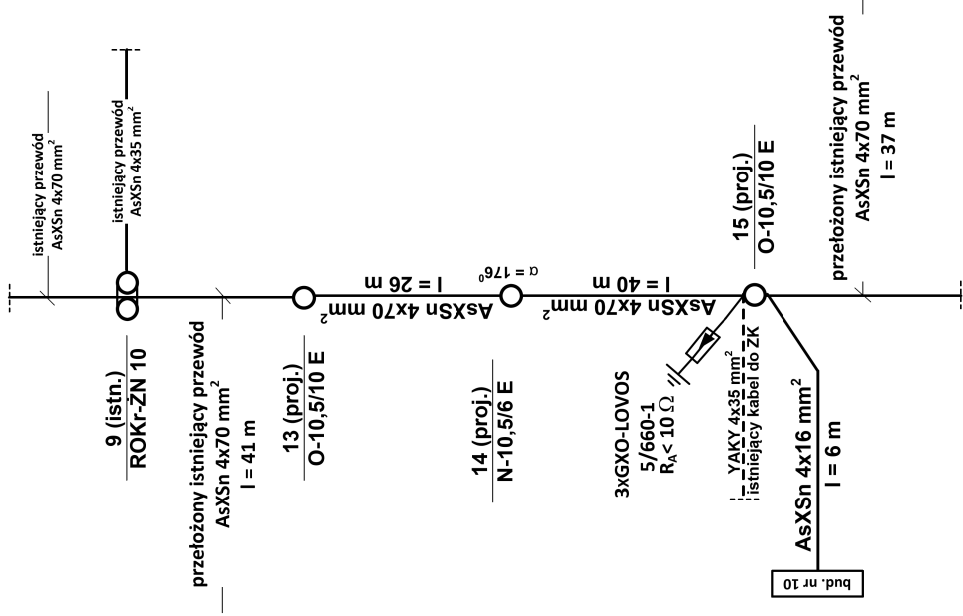 istniejący przewód
AsXSn 4x70 mm²
istniejący przewód
AsXSn 4x35 mm²
9 (istn.)
ROKr-ŻN 10
przełożony istniejący przewód
AsXSn 4x70 mm²
l = 41 m
13 (proj.)
O-10,5/10 E
AsXSn 4x70 mm²
l = 26 m
14 (proj.)
N-10,5/6 E
α = 176⁰
AsXSn 4x70 mm²
l = 40 m
3xGXO-LOVOS
5/660-1
RA< 10 Ω
YAKY 4x35 mm²
istniejący kabel do ZK
15 (proj.)
O-10,5/10 E
AsXSn 4x16 mm²
l = 6 m
bud. nr 10
przełożony istniejący przewód
AsXSn 4x70 mm²
l = 37 m